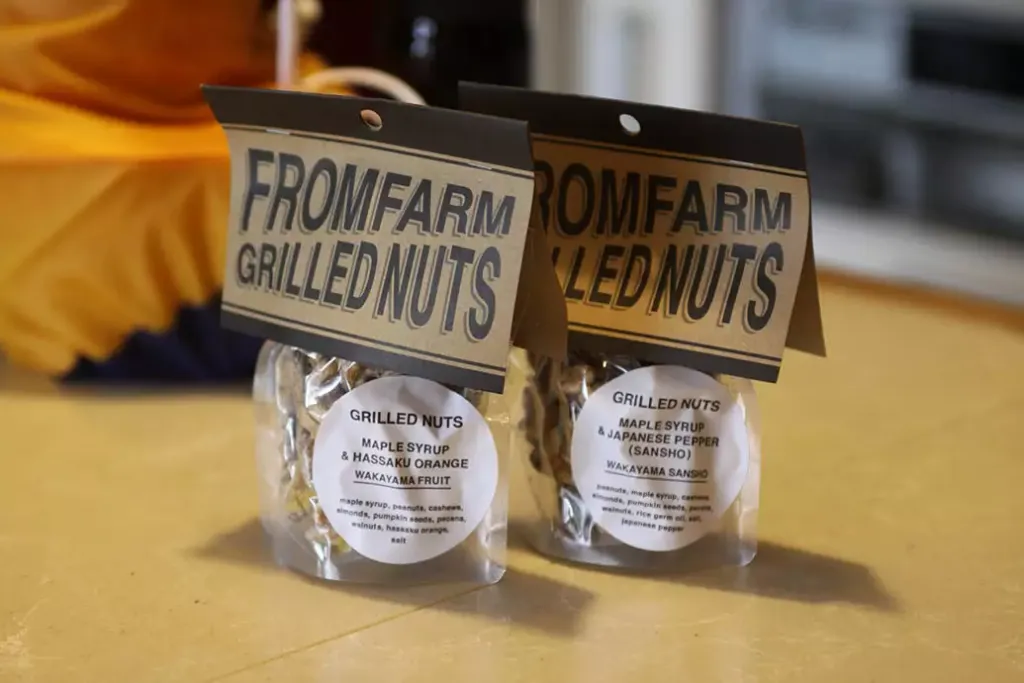 FROMFARM
GRILLED NUTS
GRILLED NUTS
MAPLE SYRUP
& HASSAKU ORANGE
WAKAYAMA FRUIT
maple syrup, peanuts, cashews,
almonds, pumpkin seeds, pecans,
walnuts, hassaku orange,
salt
ROMFARM
LLED NUTS
GRILLED NUTS
MAPLE SYRUP
& JAPANESE PEPPER
(SANSHO)
WAKAYAMA SANSHO
peanuts, maple syrup, cashews,
almonds, pumpkin seeds, pecans,
walnuts, rice germ oil, salt,
japanese pepper